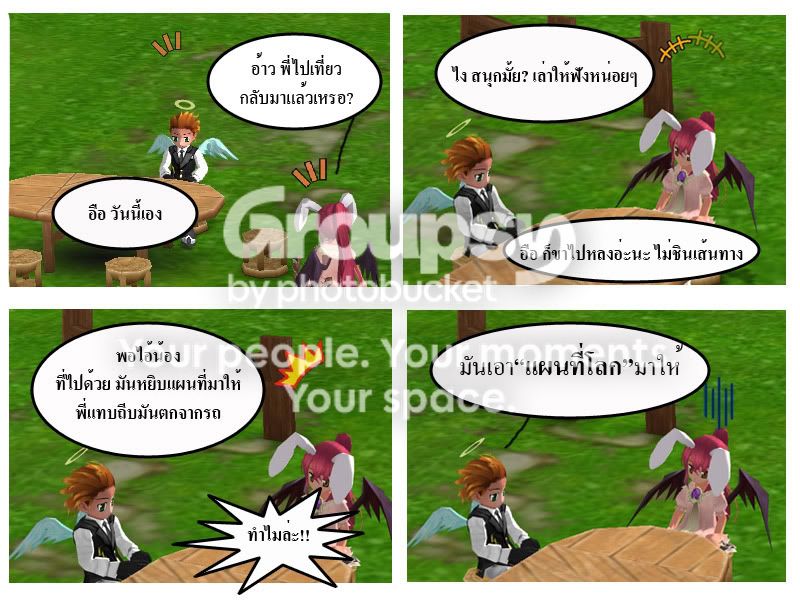 อ้าว พี่ไปเที่ยว
กลับมาแล้วเหรอ?
อือ วันนี้เอง
ไง สนุกมั้ย? เล่าให้ฟังหน่อยๆ
อือ ก็ขาไปหลงอ่ะนะ ไม่ชินเส้นทาง
พอไอ้น้อง
ที่ไปด้วย มันหยิบแผนที่มาให้
พี่แทบถีบมันตกจากรถ
ทำไมล่ะ!!
มันเอา“แผนที่โลก”มาให้
Groupsy
by photobucket
Your people. Your moments.
Your space.